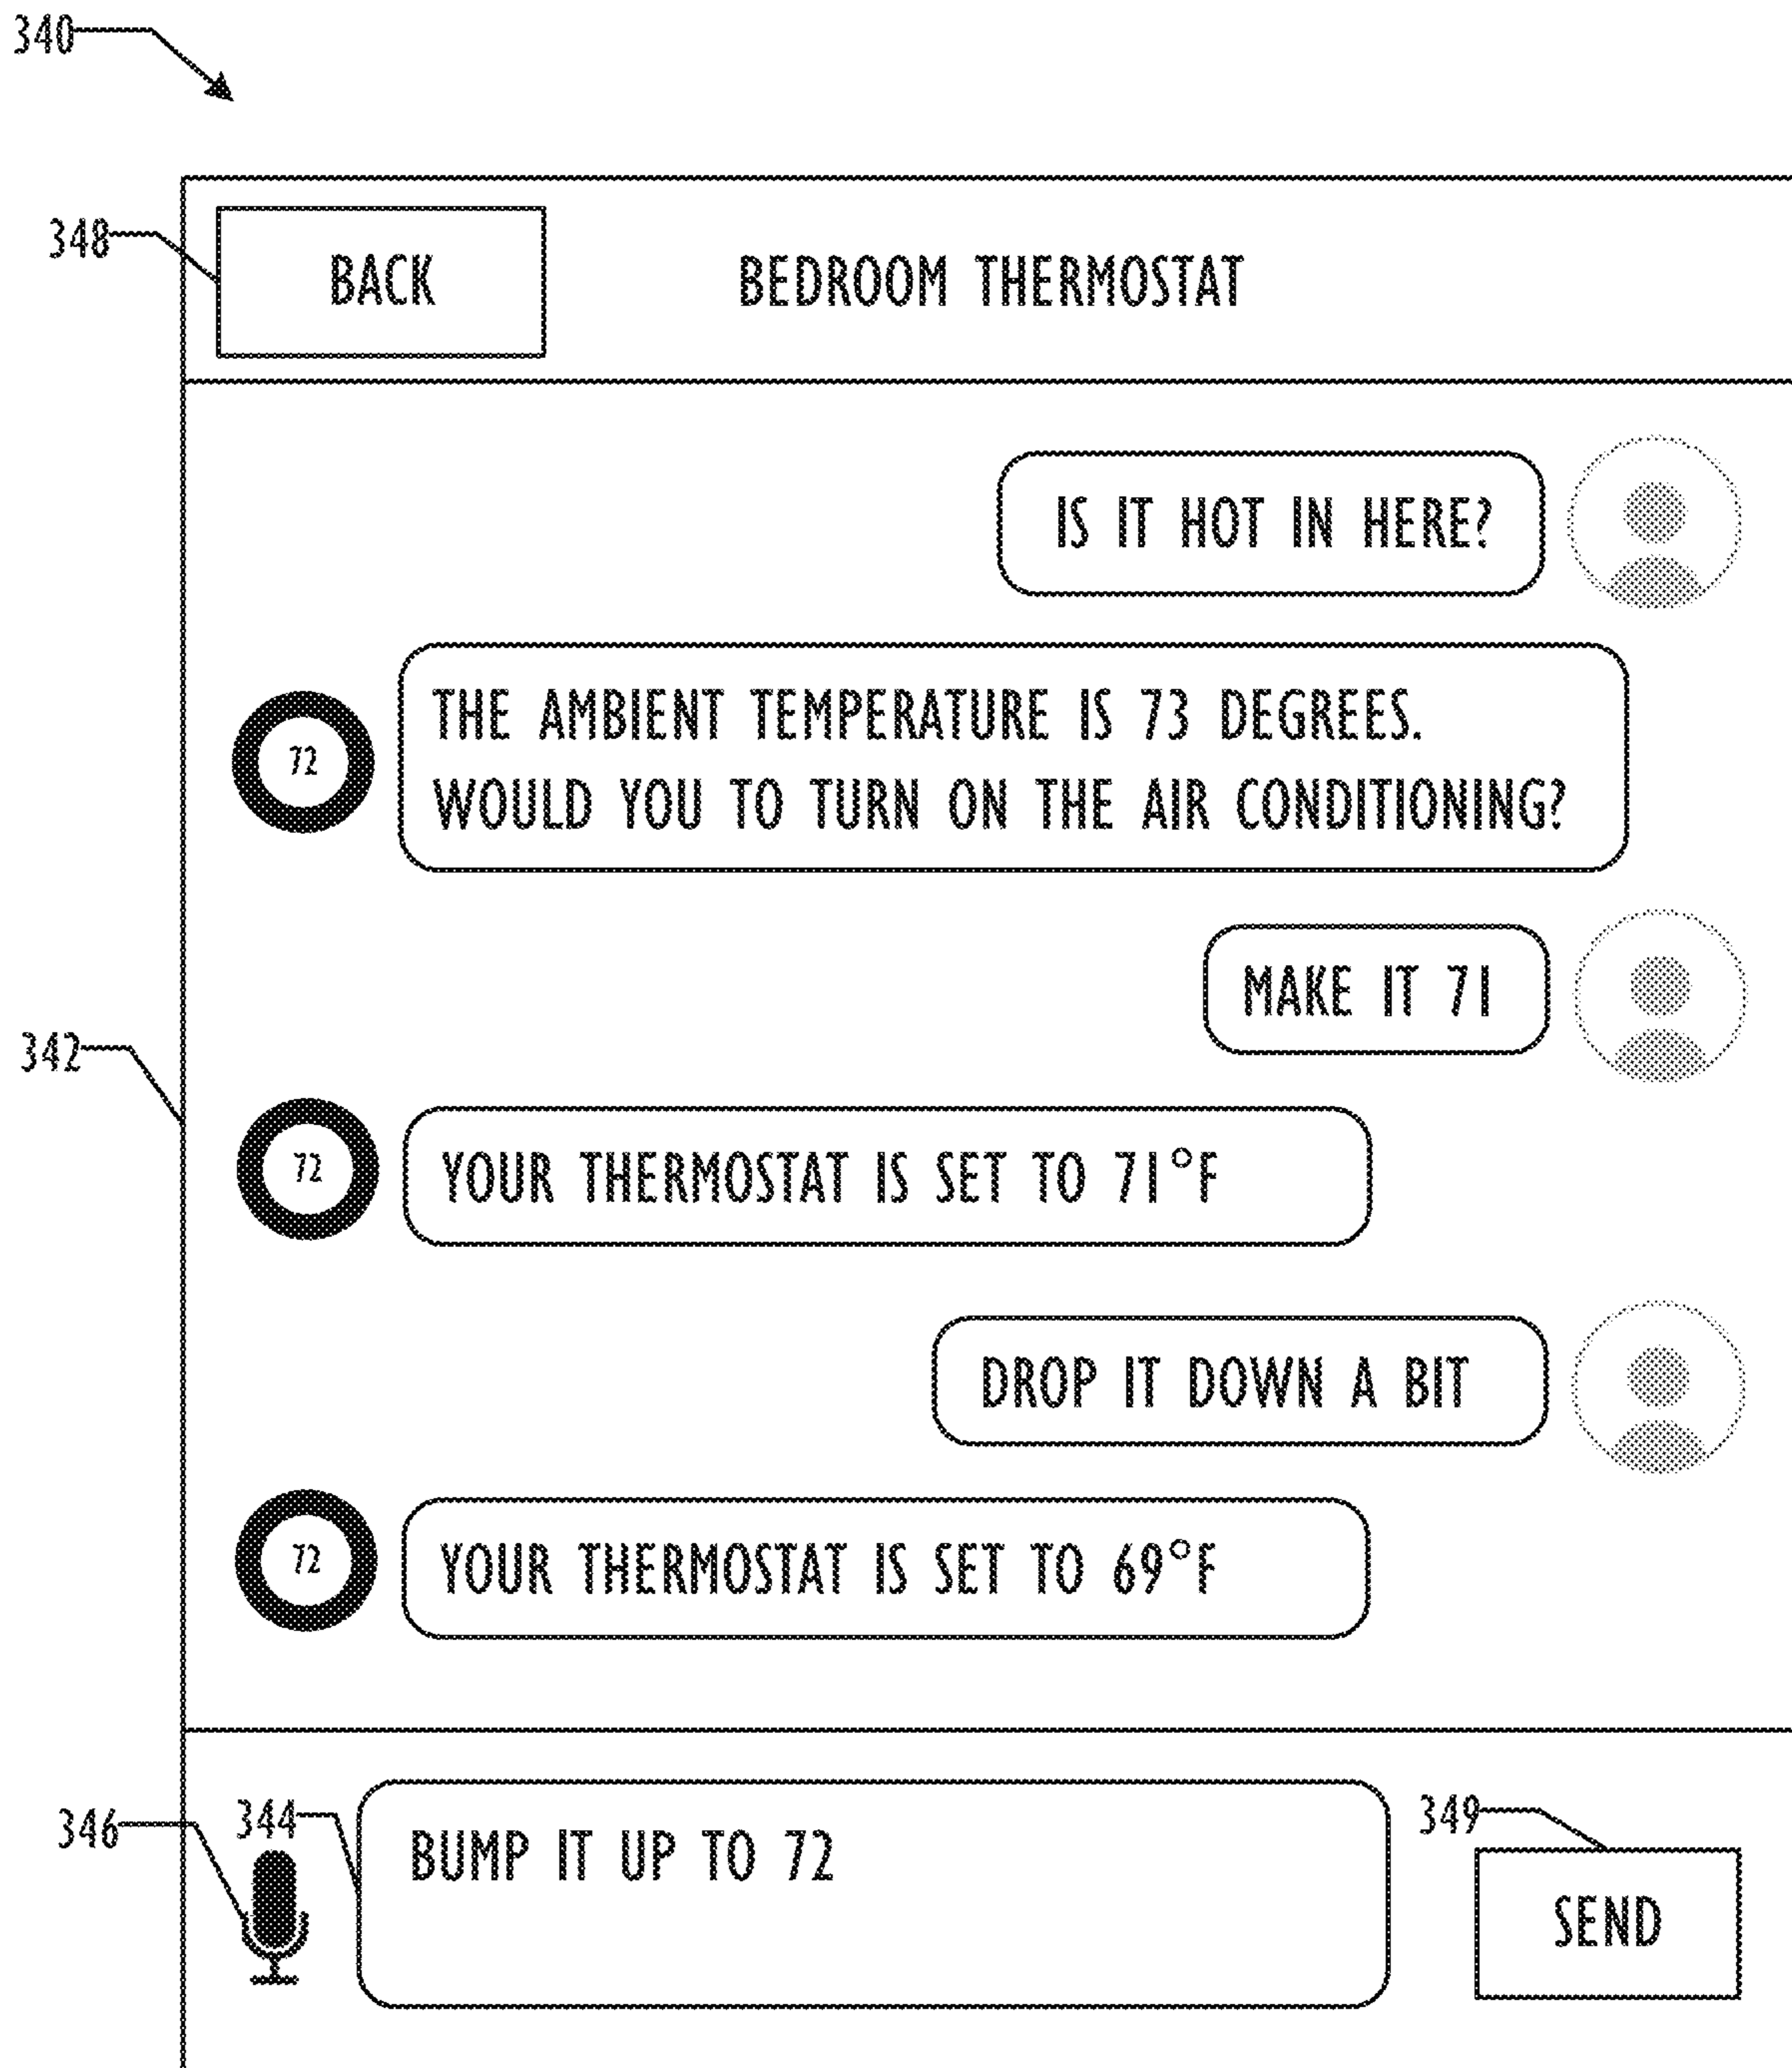 340
348
BACK
BEDROOM THERMOSTAT
IS IT HOT IN HERE?
THE AMBIENT TEMPERATURE IS 73 DEGREES.
72
WOULD YOU TO TURN ON THE AIR CONDITIONING?
MAKE IT 71
342
72
YOUR THERMOSTAT IS SET TO 71°F
DROP IT DOWN A BIT
72
YOUR THERMOSTAT IS SET TO 69°F
346
344
BUMP IT UP TO 72
349
SEND